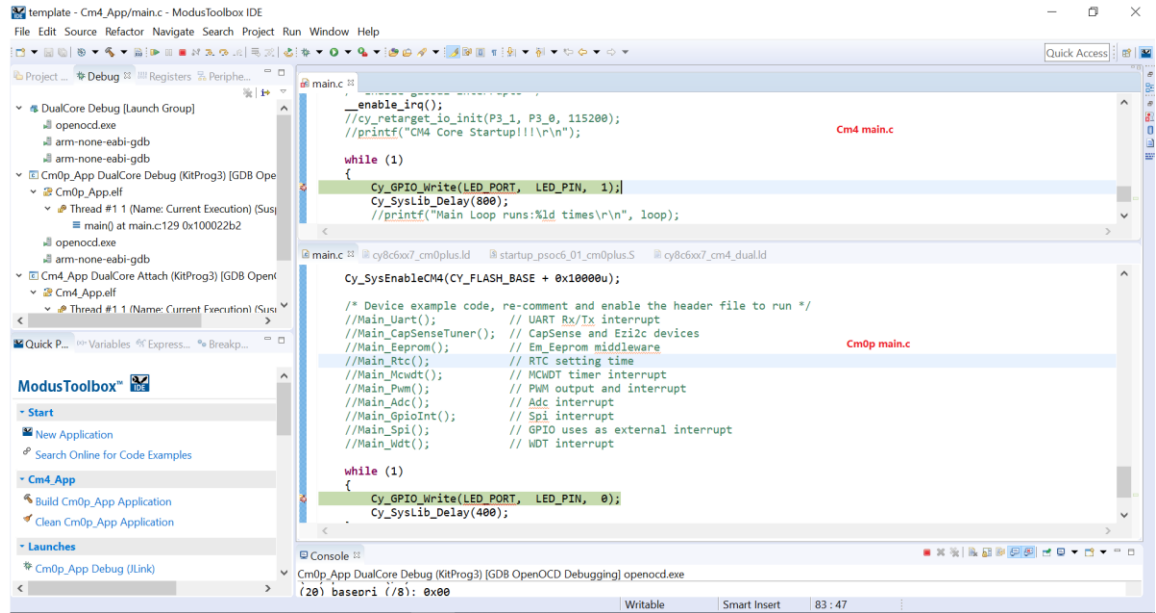 template - Cm4_App/main.c - ModusToolbox IDE
File Edit Source Refactor Navigate Search Project Run Window Help
Quick Access
Project ... Debug Registers Periphe...
DualCore Debug [Launch Group]
openocd.exe
arm-none-eabi-gdb
arm-none-eabi-gdb
Cm0p_App DualCore Debug (KitProg3) [GDB Ope
Cm0p_App.elf
Thread #1 1 (Name: Current Execution) (Susp
main() at main.c:129 0x100022b2
openocd.exe
arm-none-eabi-gdb
Cm4_App DualCore Attach (KitProg3) [GDB Open
Cm4_App.elf
Thread #1 1 (Name: Current Execution) (Susp
Quick P... Variables Express... Breakp...
ModusToolbox™
IDE
Start
New Application
Search Online for Code Examples
Cm4_App
Build Cm0p_App Application
Clean Cm0p_App Application
Launches
Cm0p_App Debug (JLink)
main.c
/* Enable global interrupts */
__enable_irq();
//cy_retarget_io_init(P3_1, P3_0, 115200);
//printf("CM4 Core Startup!!!\r\n");
Cm4 main.c
while (1)
{
Cy_GPIO_Write(LED_PORT, LED_PIN, 1);
Cy_SysLib_Delay(800);
//printf("Main Loop runs:%ld times\r\n", loop);
main.c cy8c6xx7_cm0plus.ld startup_psoc6_01_cm0plus.S cy8c6xx7_cm4_dual.ld
Cy_SysEnableCM4(CY_FLASH_BASE + 0x10000u);
/* Device example code, re-comment and enable the header file to run */
//Main_Uart(); // UART Rx/Tx interrupt
//Main_CapSenseTuner(); // CapSense and Ezi2c devices
//Main_Eeprom(); // Em_Eeprom middleware
Cm0p main.c
//Main_Rtc(); // RTC setting time
//Main_Mcwdt(); // MCWDT timer interrupt
//Main_Pwm(); // PWM output and interrupt
//Main_Adc(); // Adc interrupt
//Main_GpioInt(); // Spi interrupt
//Main_Spi(); // GPIO uses as external interrupt
//Main_Wdt(); // WDT interrupt
while (1)
{
Cy_GPIO_Write(LED_PORT, LED_PIN, 0);
Cy_SysLib_Delay(400);
Console
Cm0p_App DualCore Debug (KitProg3) [GDB OpenOCD Debugging] openocd.exe
(20) basepri (/8): 0x00
Writable Smart Insert 83 : 47